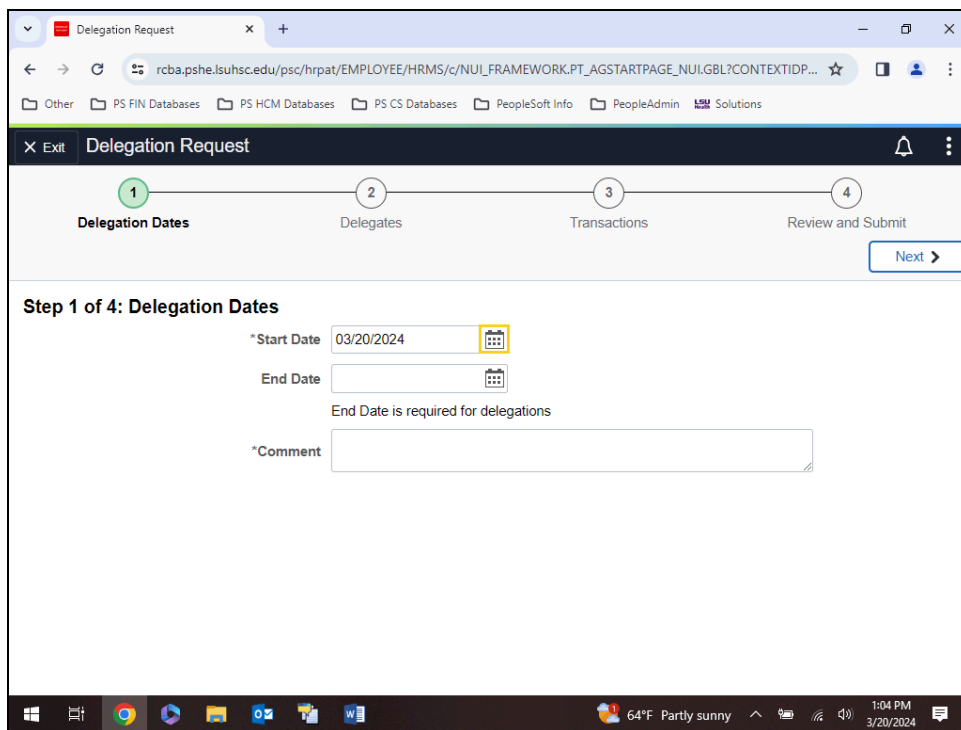 Delegation Request
rcba.pshe.lsuhsc.edu/psc/hrpat/EMPLOYEE/HRMS/c/NUI_FRAMEWORK.PT_AGSTARTPAGE_NUI.GBL?CONTEXTIDP...
Other PS FIN Databases PS HCM Databases PS CS Databases PeopleSoft Info PeopleAdmin LSU Solutions
Exit Delegation Request
1 2 3 4
Delegation Dates Delegates Transactions Review and Submit
Next
Step 1 of 4: Delegation Dates
*Start Date 03/20/2024
End Date
End Date is required for delegations
*Comment
64°F Partly sunny 1:04 PM
3/20/2024